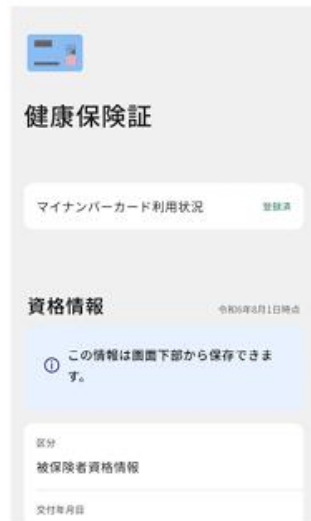 健康保険証
マイナンバーカード利用状況 登録済
資格情報 令和6年8月1日時点
この情報は画面下部から保存できま
す。
区分
被保険者資格情報
交付年月日